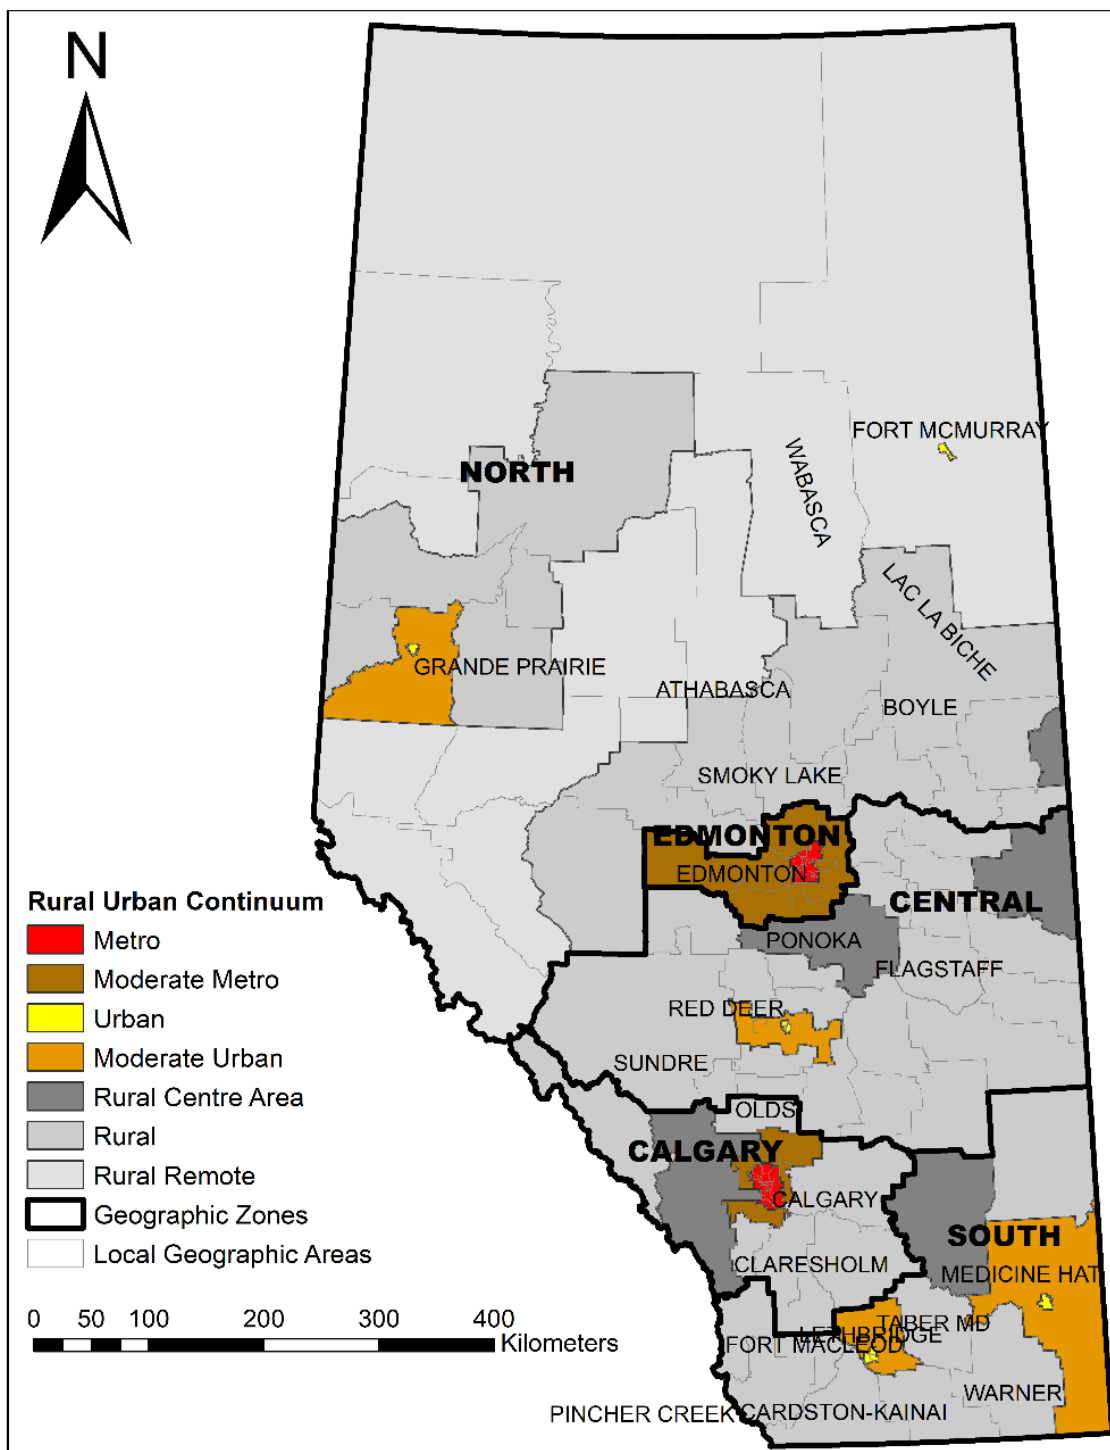 N
FORT MCMURRAY
NORTH
WABASCA
LAC LA BICHE
GRANDE PRAIRIE
ATHABASCA
BOYLE
SMOKY LAKE
EDMONTON
EDMONTON
CENTRAL
PONOKA
FLAGSTAFF
RED DEER
SUNDRE
OLDS
CALGARY
CALGARY
SOUTH
CLARESHOLM
MEDICINE HAT
TABER MD
LETHBRIDGE
FORT MACLEOD
WARNER
PINCHER CREEK
CARDSTON-KAINAI
Rural Urban Continuum
Metro
Moderate Metro
Urban
Moderate Urban
Rural Centre Area
Rural
Rural Remote
Geographic Zones
Local Geographic Areas
0 50 100 200 300 400
Kilometers